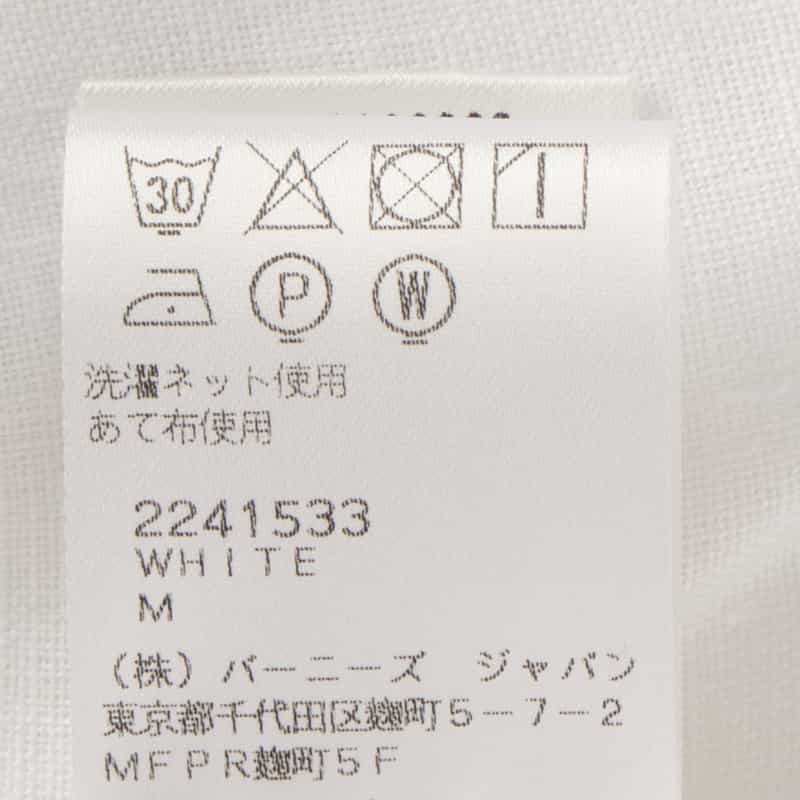 30
P W
洗濯ネット使用
あて布使用
2241533
WHITE
M
(株)バーニーズ ジャパン
東京都千代田区麹町5-7-2
MFPR麹町5F